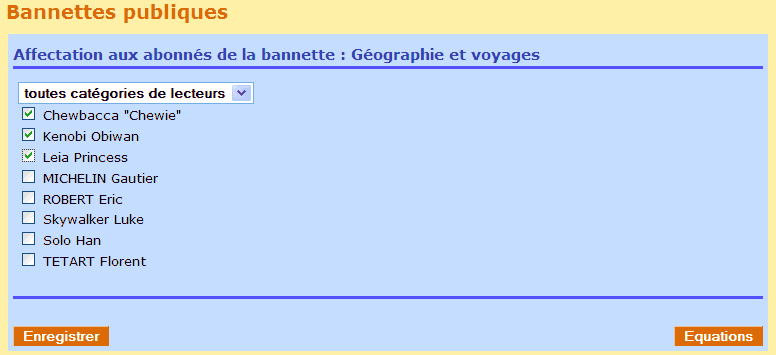 Bannettes publiques
Affectation aux abonnés de la bannette : Géographie et voyages
toutes catégories de lecteurs
Chewbacca "Chewie"
Kenobi Obiwan
Leia Princess
MICHELIN Gautier
ROBERT Eric
Skywalker Luke
Solo Han
TETART Florent
Enregistrer
Equations